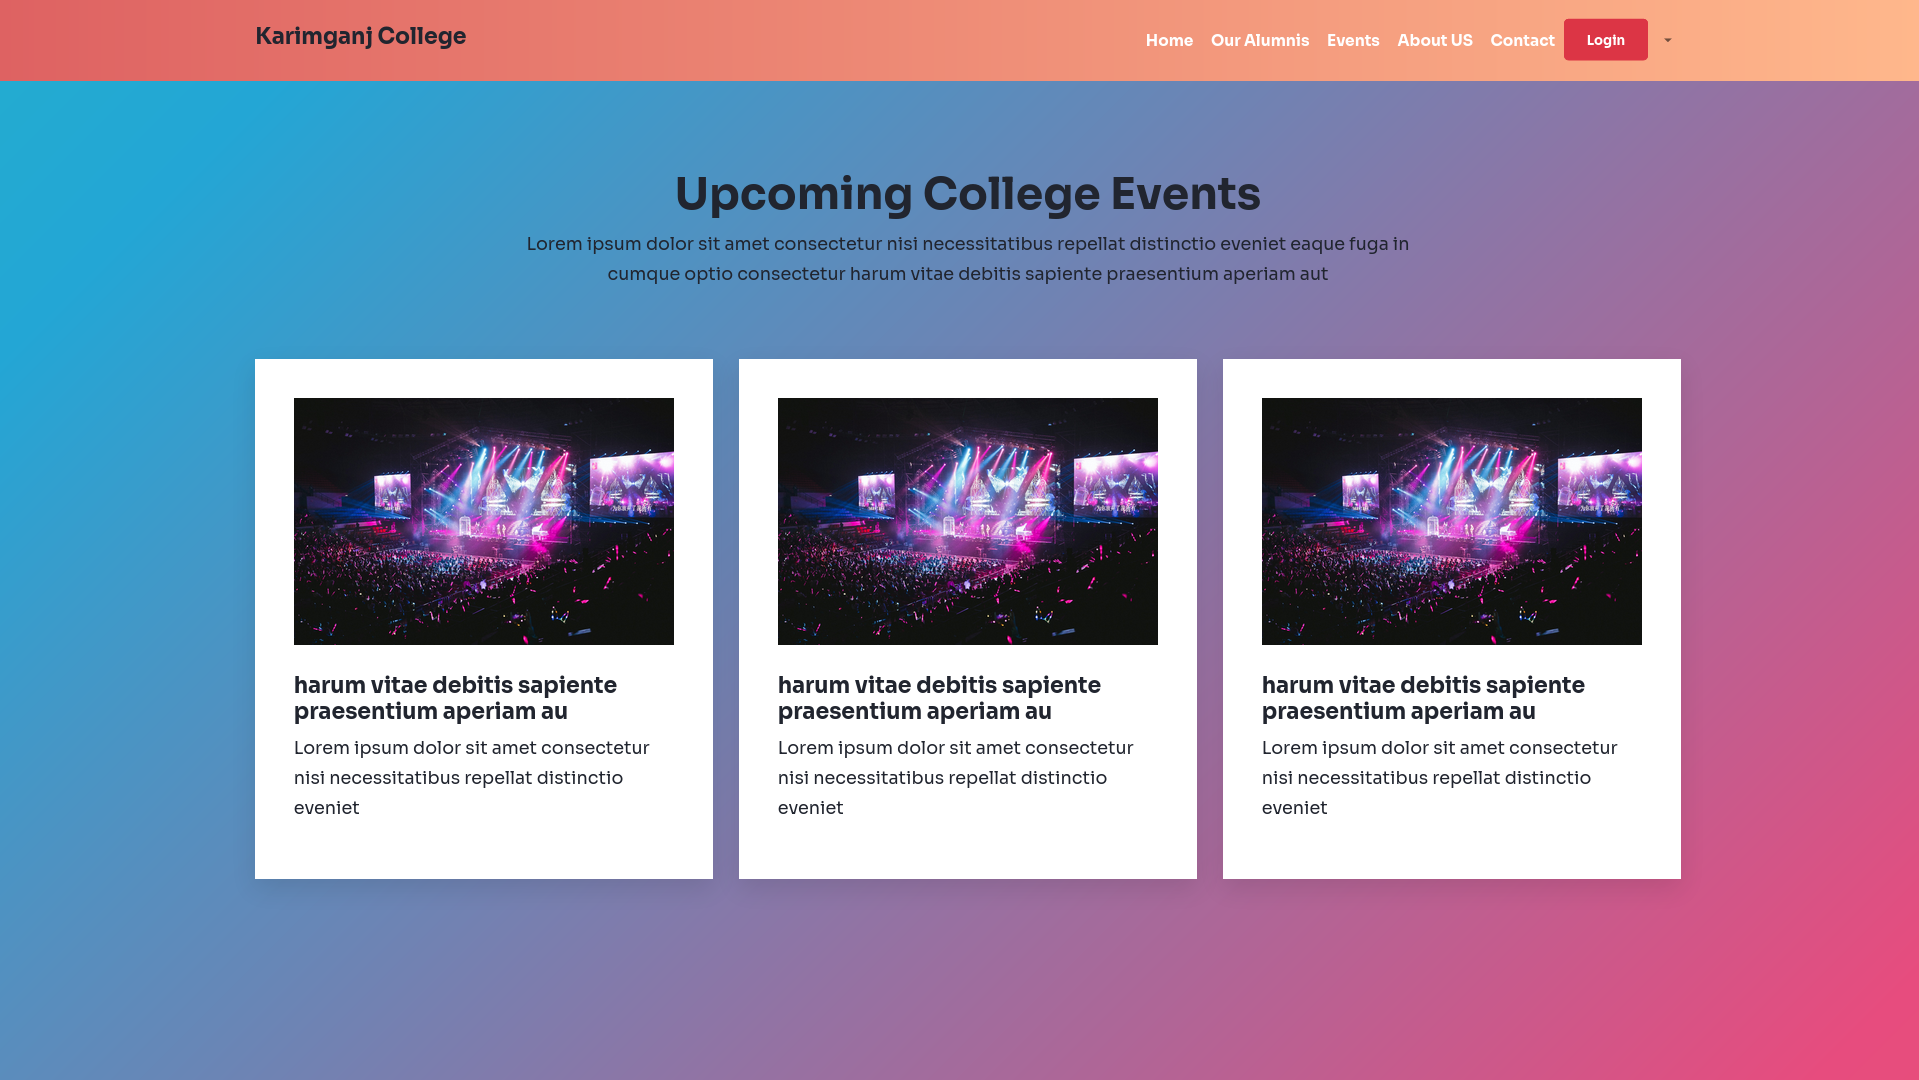 Karimganj College
Home Our Alumnis Events About US Contact Login
Upcoming College Events
Lorem ipsum dolor sit amet consectetur nisi necessitatibus repellat distinctio eveniet eaque fuga in
cumque optio consectetur harum vitae debitis sapiente praesentium aperiam aut
harum vitae debitis sapiente
praesentium aperiam au
Lorem ipsum dolor sit amet consectetur
nisi necessitatibus repellat distinctio
eveniet
harum vitae debitis sapiente
praesentium aperiam au
Lorem ipsum dolor sit amet consectetur
nisi necessitatibus repellat distinctio
eveniet
harum vitae debitis sapiente
praesentium aperiam au
Lorem ipsum dolor sit amet consectetur
nisi necessitatibus repellat distinctio
eveniet